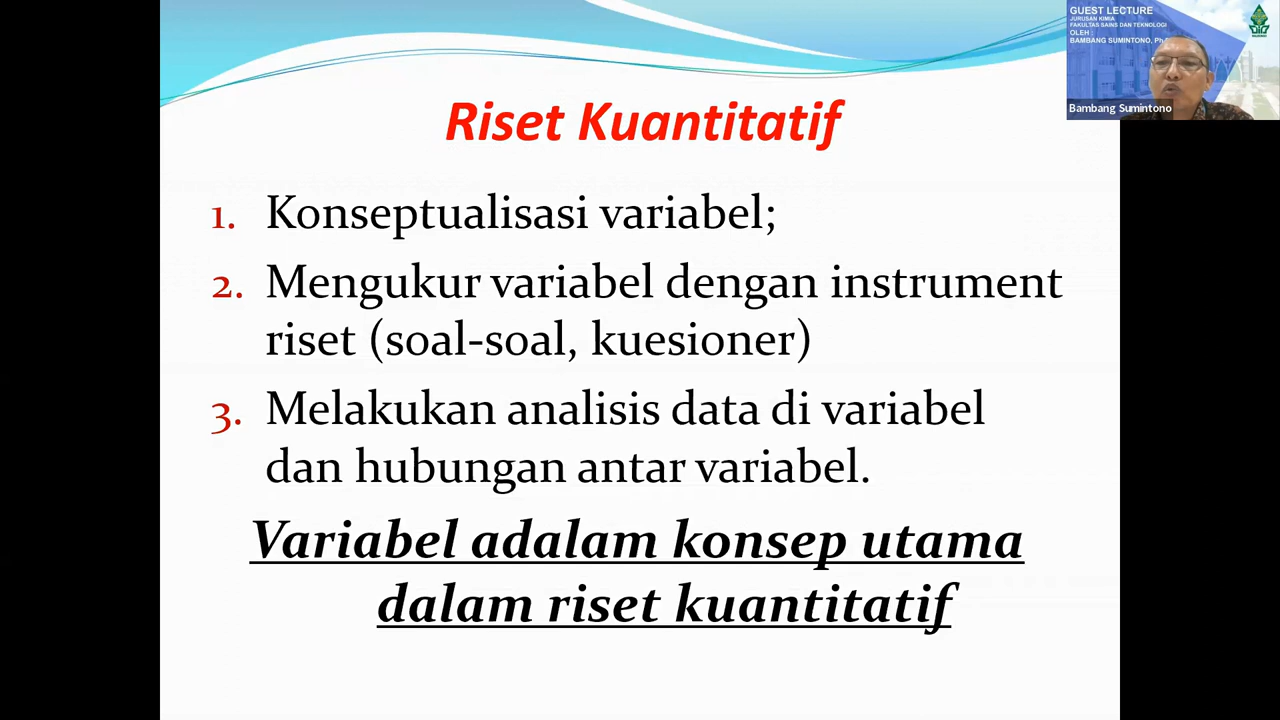 Riset Kuantitatif
1. Konseptualisasi variabel;
2. Mengukur variabel dengan instrument
riset (soal-soal, kuesioner)
3. Melakukan analisis data di variabel
dan hubungan antar variabel.
Variabel adalam konsep utama
dalam riset kuantitatif
GUEST LECTURE
JURUSAN KIMIA
FAKULTAS SAINS DAN TEKNOLOGI
OLEH :
BAMBANG SUMINTONO,
Bambang Sumintono